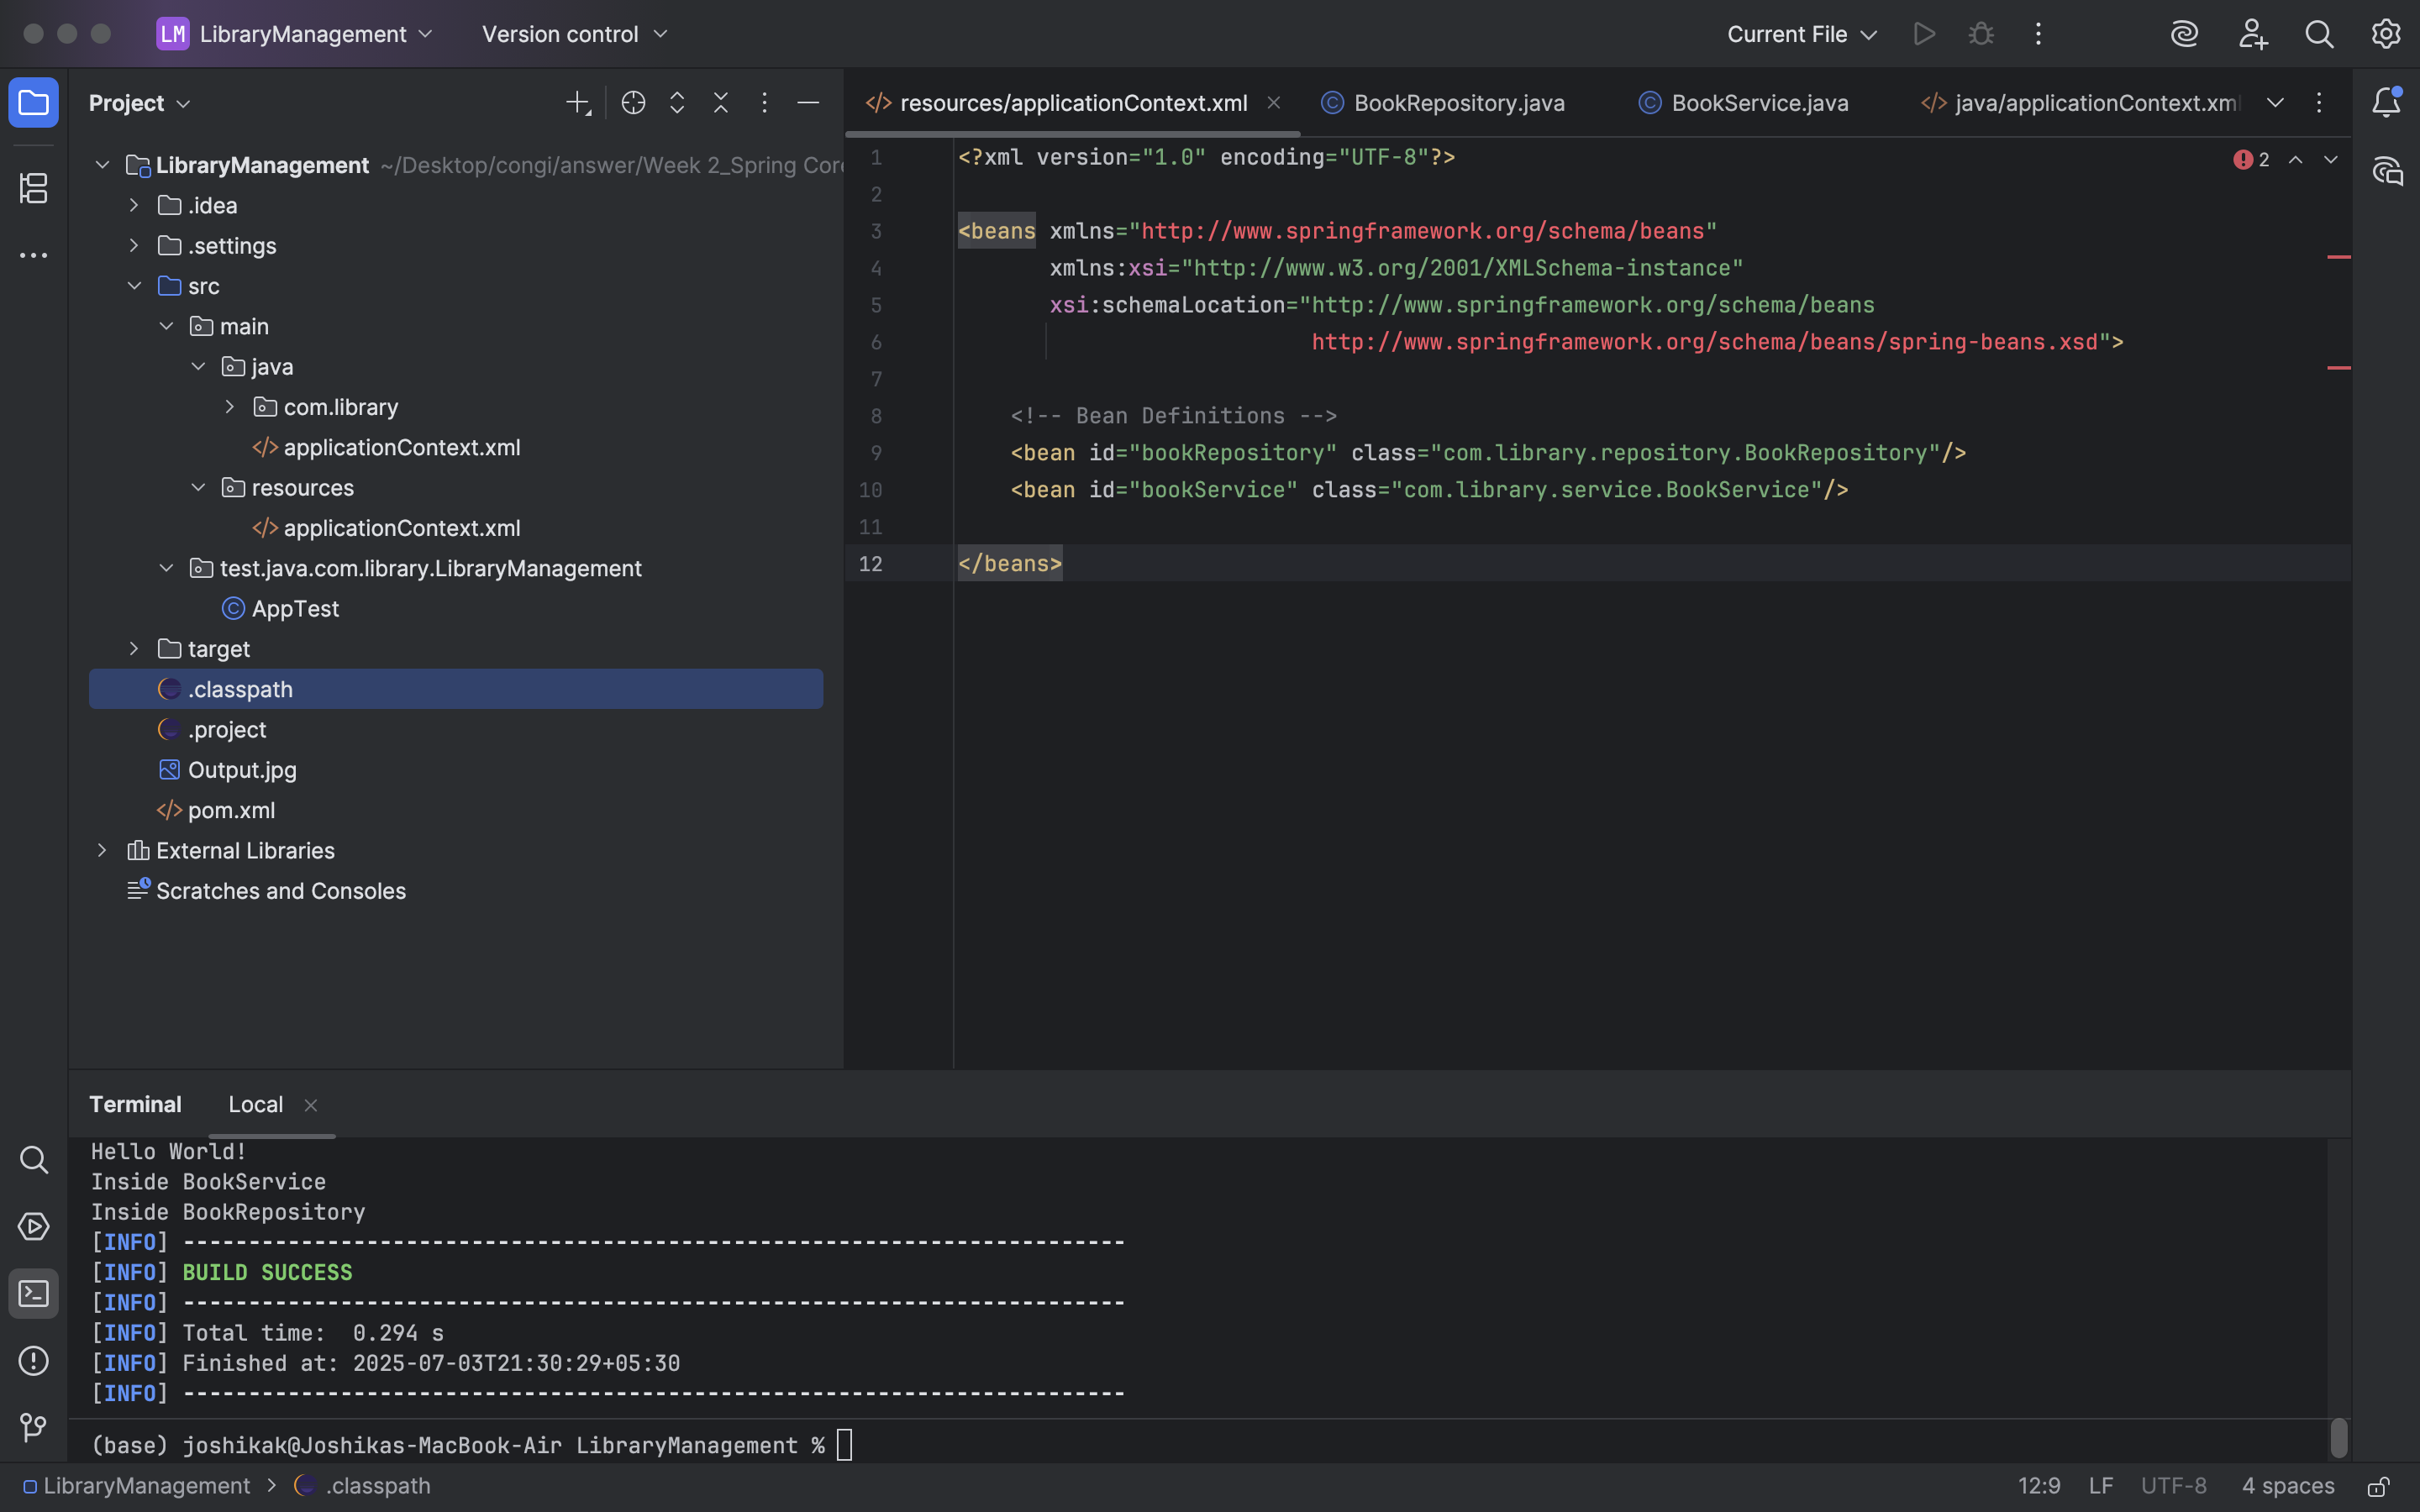 LM LibraryManagement Version control Current File
Project
resources/applicationContext.xml BookRepository.java BookService.java java/applicationContext.xm
LibraryManagement ~/Desktop/congi/answer/Week 2_Spring Cor
.idea
.settings
src
main
java
com.library
applicationContext.xml
resources
applicationContext.xml
test.java.com.library.LibraryManagement
AppTest
target
.classpath
.project
Output.jpg
pom.xml
External Libraries
Scratches and Consoles
2
1 <?xml version="1.0" encoding="UTF-8"?>
2
3 <beans xmlns="http://www.springframework.org/schema/beans"
4 xmlns:xsi="http://www.w3.org/2001/XMLSchema-instance"
5 xsi:schemaLocation="http://www.springframework.org/schema/beans
6 http://www.springframework.org/schema/beans/spring-beans.xsd">
7
8 <!-- Bean Definitions -->
9 <bean id="bookRepository" class="com.library.repository.BookRepository"/>
10 <bean id="bookService" class="com.library.service.BookService"/>
11
12 </beans>
Terminal Local
Hello World!
Inside BookService
Inside BookRepository
[INFO] ------------------------------------------------------------------------
[INFO] BUILD SUCCESS
[INFO] ------------------------------------------------------------------------
[INFO] Total time:  0.294 s
[INFO] Finished at: 2025-07-03T21:30:29+05:30
[INFO] ------------------------------------------------------------------------
(base) joshikak@Joshikas-MacBook-Air LibraryManagement %
LibraryManagement > .classpath 12:9 LF UTF-8 4 spaces